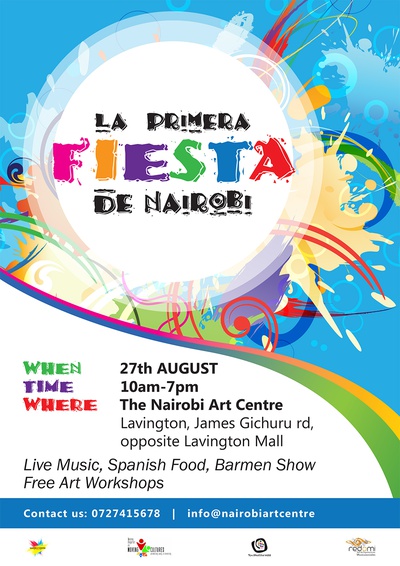 LA PRIMERA
FIESTA
DE NAIROBI
WHEN 27th AUGUST
TIME 10am-7pm
WHERE The Nairobi Art Centre
Lavington, James Gichuru rd,
opposite Lavington Mall
Live Music, Spanish Food, Barmen Show
Free Art Workshops
Contact us: 0727415678 | info@nairobiartcentre
redomi